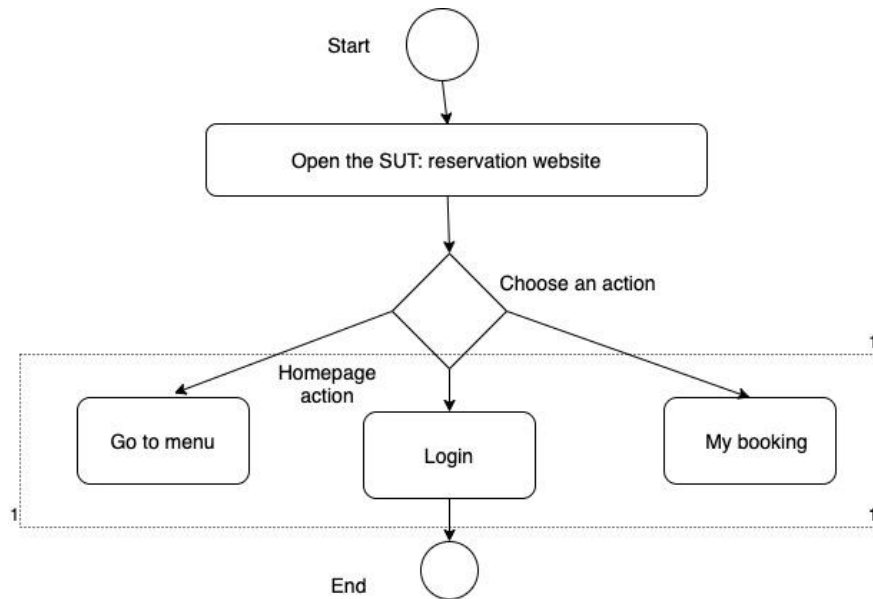 Start
Open the SUT: reservation website
Choose an action
1
Homepage
action
Go to menu
Login
My booking
1
1
End